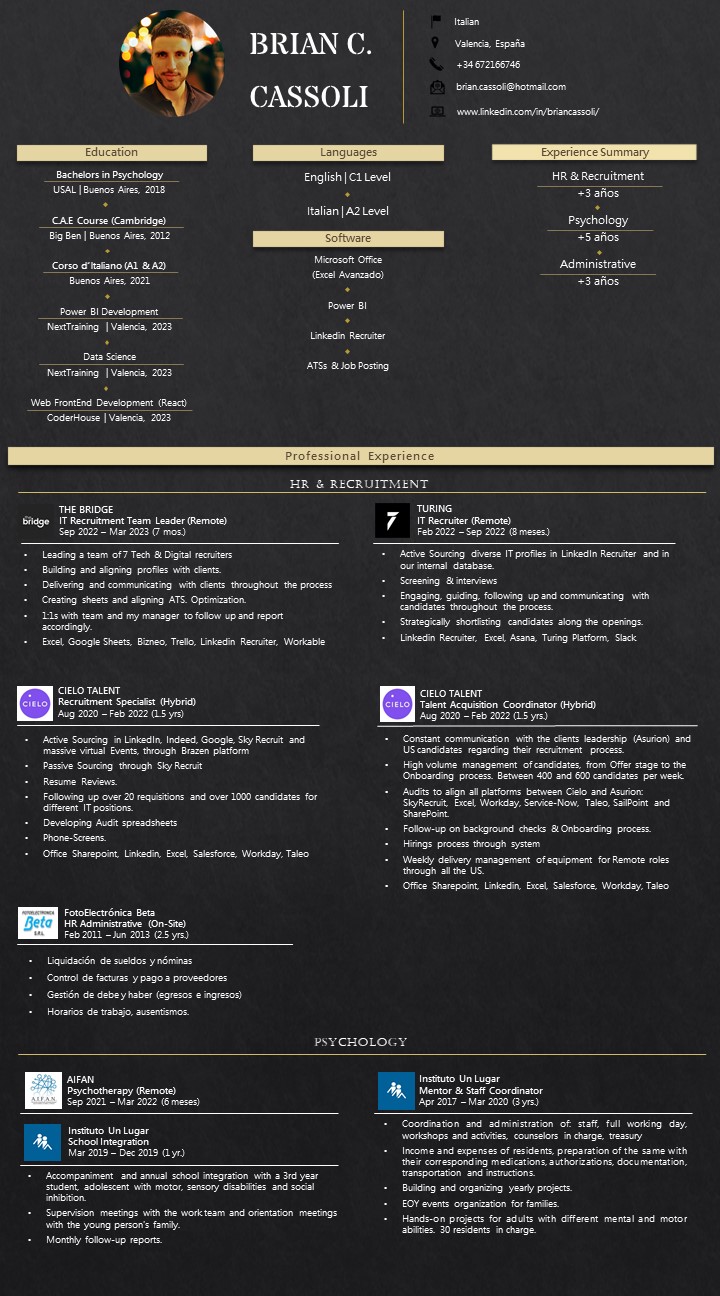 BRIAN C.
CASSOLI
Italian
Valencia, España
+34 672166746
brian.cassoli@hotmail.com
www.linkedin.com/in/briancassoli/
Education
Bachelors in Psychology
USAL | Buenos Aires, 2018
C.A.E Course (Cambridge)
Big Ben | Buenos Aires, 2012
Corso d'Italiano (A1 & A2)
Buenos Aires, 2021
Power BI Development
NextTraining | Valencia, 2023
Data Science
NextTraining | Valencia, 2023
Web FrontEnd Development (React)
CoderHouse | Valencia, 2023
Languages
English | C1 Level
Italian | A2 Level
Software
Microsoft Office
(Excel Avanzado)
Power BI
Linkedin Recruiter
ATSs & Job Posting
Experience Summary
HR & Recruitment
+3 años
Psychology
+5 años
Administrative
+3 años
Professional Experience
HR & RECRUITMENT
bridge
THE BRIDGE
IT Recruitment Team Leader (Remote)
Sep 2022 – Mar 2023 (7 mos.)
• Leading a team of 7 Tech & Digital recruiters
• Building and aligning profiles with clients.
• Delivering and communicating with clients throughout the process
• Creating sheets and aligning ATS. Optimization.
• 1:1s with team and my manager to follow up and report
accordingly.
• Excel, Google Sheets, Bizneo, Trello, Linkedin Recruiter, Workable
TURING
IT Recruiter (Remote)
Feb 2022 – Sep 2022 (8 meses.)
• Active Sourcing diverse IT profiles in LinkedIn Recruiter and in
our internal database.
• Screening & interviews
• Engaging, guiding, following up and communicating with
candidates throughout the process.
• Strategically shortlisting candidates along the openings.
• Linkedin Recruiter, Excel, Asana, Turing Platform, Slack
CIELO
CIELO TALENT
Recruitment Specialist (Hybrid)
Aug 2020 – Feb 2022 (1.5 yrs)
• Active Sourcing in LinkedIn, Indeed, Google, Sky Recruit and
massive virtual Events, through Brazen platform
• Passive Sourcing through Sky Recruit
• Resume Reviews.
• Following up over 20 requisitions and over 1000 candidates for
different IT positions.
• Developing Audit spreadsheets
• Phone-Screens.
• Office Sharepoint, Linkedin, Excel, Salesforce, Workday, Taleo
CIELO
CIELO TALENT
Talent Acquisition Coordinator (Hybrid)
Aug 2020 – Feb 2022 (1.5 yrs.)
• Constant communication with the clients leadership (Asurion) and
US candidates regarding their recruitment process.
• High volume management of candidates, from Offer stage to the
Onboarding process. Between 400 and 600 candidates per week.
• Audits to align all platforms between Cielo and Asurion:
SkyRecruit, Excel, Workday, Service-Now, Taleo, SailPoint and
SharePoint.
• Follow-up on background checks & Onboarding process.
• Hirings process through system
• Weekly delivery management of equipment for Remote roles
through all the US.
• Office Sharepoint, Linkedin, Excel, Salesforce, Workday, Taleo
FOTOELECTRONICA
Beta
S.R.L
FotoElectrónica Beta
HR Administrative (On-Site)
Feb 2011 – Jun 2013 (2.5 yrs.)
• Liquidación de sueldos y nóminas
• Control de facturas y pago a proveedores
• Gestión de debe y haber (egresos e ingresos)
• Horarios de trabajo, ausentismos.
PSYCHOLOGY
A.I.F.A.N.
AIFAN
Psychotherapy (Remote)
Sep 2021 – Mar 2022 (6 meses)
Instituto Un Lugar
School Integration
Mar 2019 – Dec 2019 (1 yr.)
• Accompaniment and annual school integration with a 3rd year
student, adolescent with motor, sensory disabilities and social
inhibition.
• Supervision meetings with the work team and orientation meetings
with the young person's family.
• Monthly follow-up reports.
Instituto Un Lugar
Mentor & Staff Coordinator
Apr 2017 – Mar 2020 (3 yrs.)
• Coordination and administration of: staff, full working day,
workshops and activities, counselors in charge, treasury
• Income and expenses of residents, preparation of the same with
their corresponding medications, authorizations, documentation,
transportation and instructions.
• Building and organizing yearly projects.
• EOY events organization for families.
• Hands-on projects for adults with different mental and motor
abilities. 30 residents in charge.